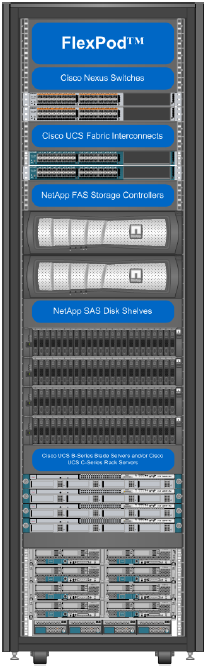 FlexPod™
Cisco Nexus Switches
Cisco UCS Fabric Interconnects
NetApp FAS Storage Controllers
NetApp SAS Disk Shelves
Cisco UCS B-Series Blade Servers and/or Cisco
UCS C-Series Rack Servers